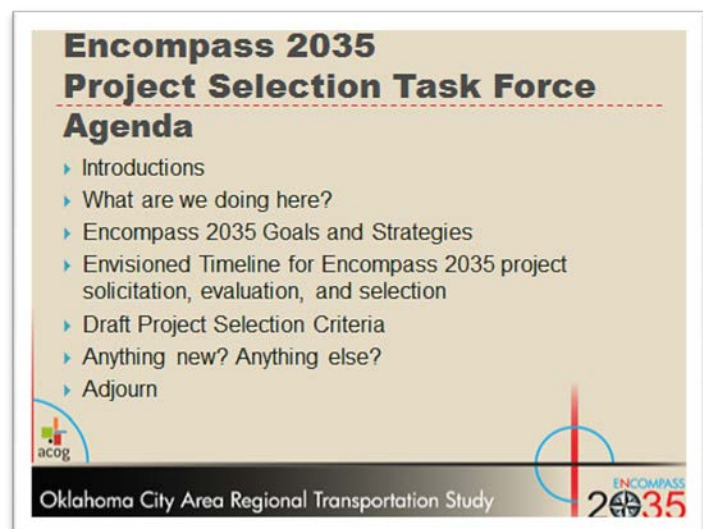 Encompass 2035
Project Selection Task Force
Agenda
Introductions
What are we doing here?
Encompass 2035 Goals and Strategies
Envisioned Timeline for Encompass 2035 project
solicitation, evaluation, and selection
Draft Project Selection Criteria
Anything new? Anything else?
Adjourn
acog
Oklahoma City Area Regional Transportation Study
ENCOMPASS
2035